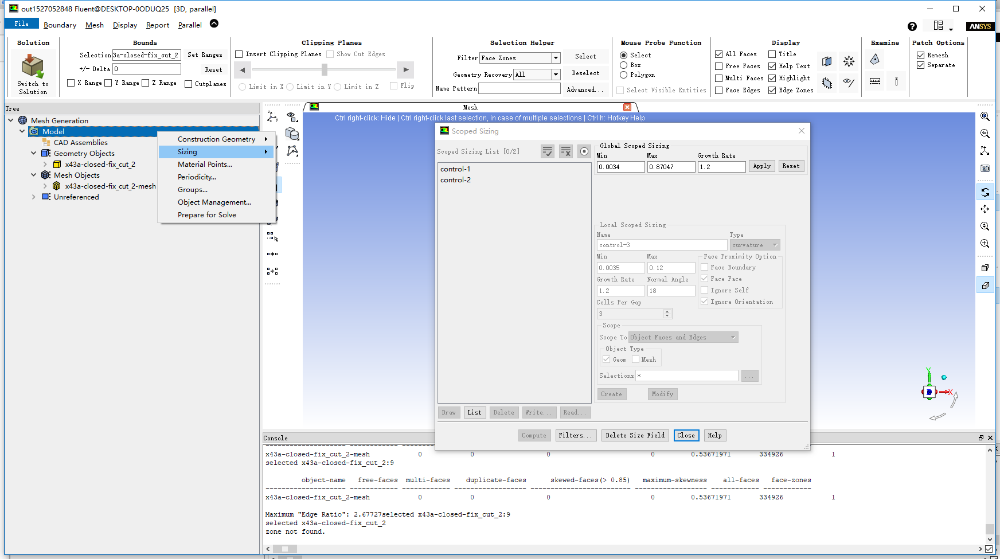 out1527052848 Fluent@DESKTOP-0ODUQ25 [3D, parallel]
File Boundary Mesh Display Report Parallel
ANSYS
Solution
Switch to
Solution
Bounds
Selection 3a-closed-fix_cut_2 Set Ranges
+/- Delta 0 Reset
X Range Y Range Z Range Cutplanes
Clipping Planes
Insert Clipping Planes Show Cut Edges
Limit in X Limit in Y Limit in Z Flip
Selection Helper
Filter Face Zones Select
Geometry Recovery All Deselect
Name Pattern Advanced...
Mouse Probe Function
Select
Box
Polygon
Select Visible Entities
Display
All Faces Title
Free Faces Help Text
Multi Faces Highlight
Face Edges Edge Zones
Examine
Patch Options
Remesh
Separate
Tree
Mesh Generation
Model
CAD Assemblies
Geometry Objects
x43a-closed-fix_cut_2
Mesh Objects
x43a-closed-fix_cut_2-mesh
Unreferenced
Construction Geometry
Sizing
Material Points...
Periodicity...
Groups...
Object Management...
Prepare for Solve
Mesh
Ctrl right-click: Hide | Ctrl right-click last selection, in case of multiple selections | Ctrl h: Hotkey Help
Scoped Sizing
Scoped Sizing List [0/2]
control-1
control-2
Draw List Delete Write... Read...
Global Scoped Sizing
Min Max Growth Rate
0.0034 0.87047 1.2 Apply Reset
Local Scoped Sizing
Name Type
control-3 curvature
Min Max Face Proximity Option
0.0035 0.12 Face Boundary
Growth Rate Normal Angle Face Face
1.2 18 Ignore Self
Cells Per Gap Ignore Orientation
3
Scope
Scope To Object Faces and Edges
Object Type
Geom Mesh
Selections * ...
Create Modify
Compute Filters... Delete Size Field Close Help
Y
X
Console
x43a-closed-fix_cut_2-mesh 0 0 0 0 0.53671971 334926 1
selected x43a-closed-fix_cut_2:9
object-name free-faces multi-faces duplicate-faces skewed-faces(> 0.85) maximum-skewness all-faces face-zones
x43a-closed-fix_cut_2-mesh 0 0 0 0 0.53671971 334926 1
Maximum "Edge Ratio": 2.67727selected x43a-closed-fix_cut_2:9
selected x43a-closed-fix_cut_2
zone not found.